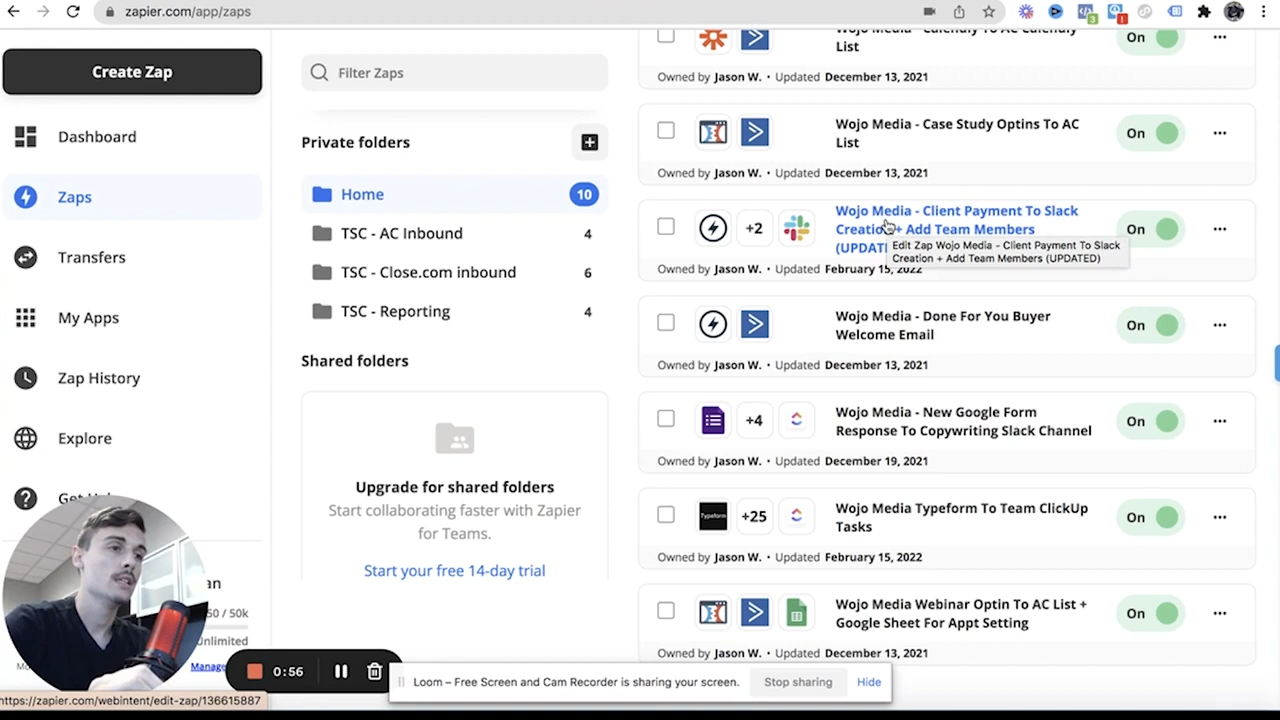 zapier.com/app/zaps
3
Create Zap
Dashboard
Zaps
Transfers
My Apps
Zap History
Explore
Manage
Filter Zaps
Private folders
Home
10
TSC - AC Inbound
4
TSC - Close.com inbound
6
TSC - Reporting
4
Shared folders
Upgrade for shared folders
Start collaborating faster with Zapier
for Teams.
Start your free 14-day trial
List
On
Owned by Jason W. • Updated December 13, 2021
Wojo Media - Case Study Optins To AC
List
On
Owned by Jason W. • Updated December 13, 2021
+2
Wojo Media - Client Payment To Slack
Creation + Add Team Members
On
Edit Zap Wojo Media - Client Payment To Slack
Creation + Add Team Members (UPDATED)
Owned by Jason W. • Updated February 15, 2022
Wojo Media - Done For You Buyer
Welcome Email
On
Owned by Jason W. • Updated December 13, 2021
+4
Wojo Media - New Google Form
Response To Copywriting Slack Channel
On
Owned by Jason W. • Updated December 19, 2021
Typeform
+25
Wojo Media Typeform To Team ClickUp
Tasks
On
Owned by Jason W. • Updated February 15, 2022
Wojo Media Webinar Optin To AC List +
Google Sheet For Appt Setting
On
Owned by Jason W. • Updated December 13, 2021
0:56
Loom – Free Screen and Cam Recorder is sharing your screen.
Stop sharing
Hide
https://zapier.com/webintent/edit-zap/136615887